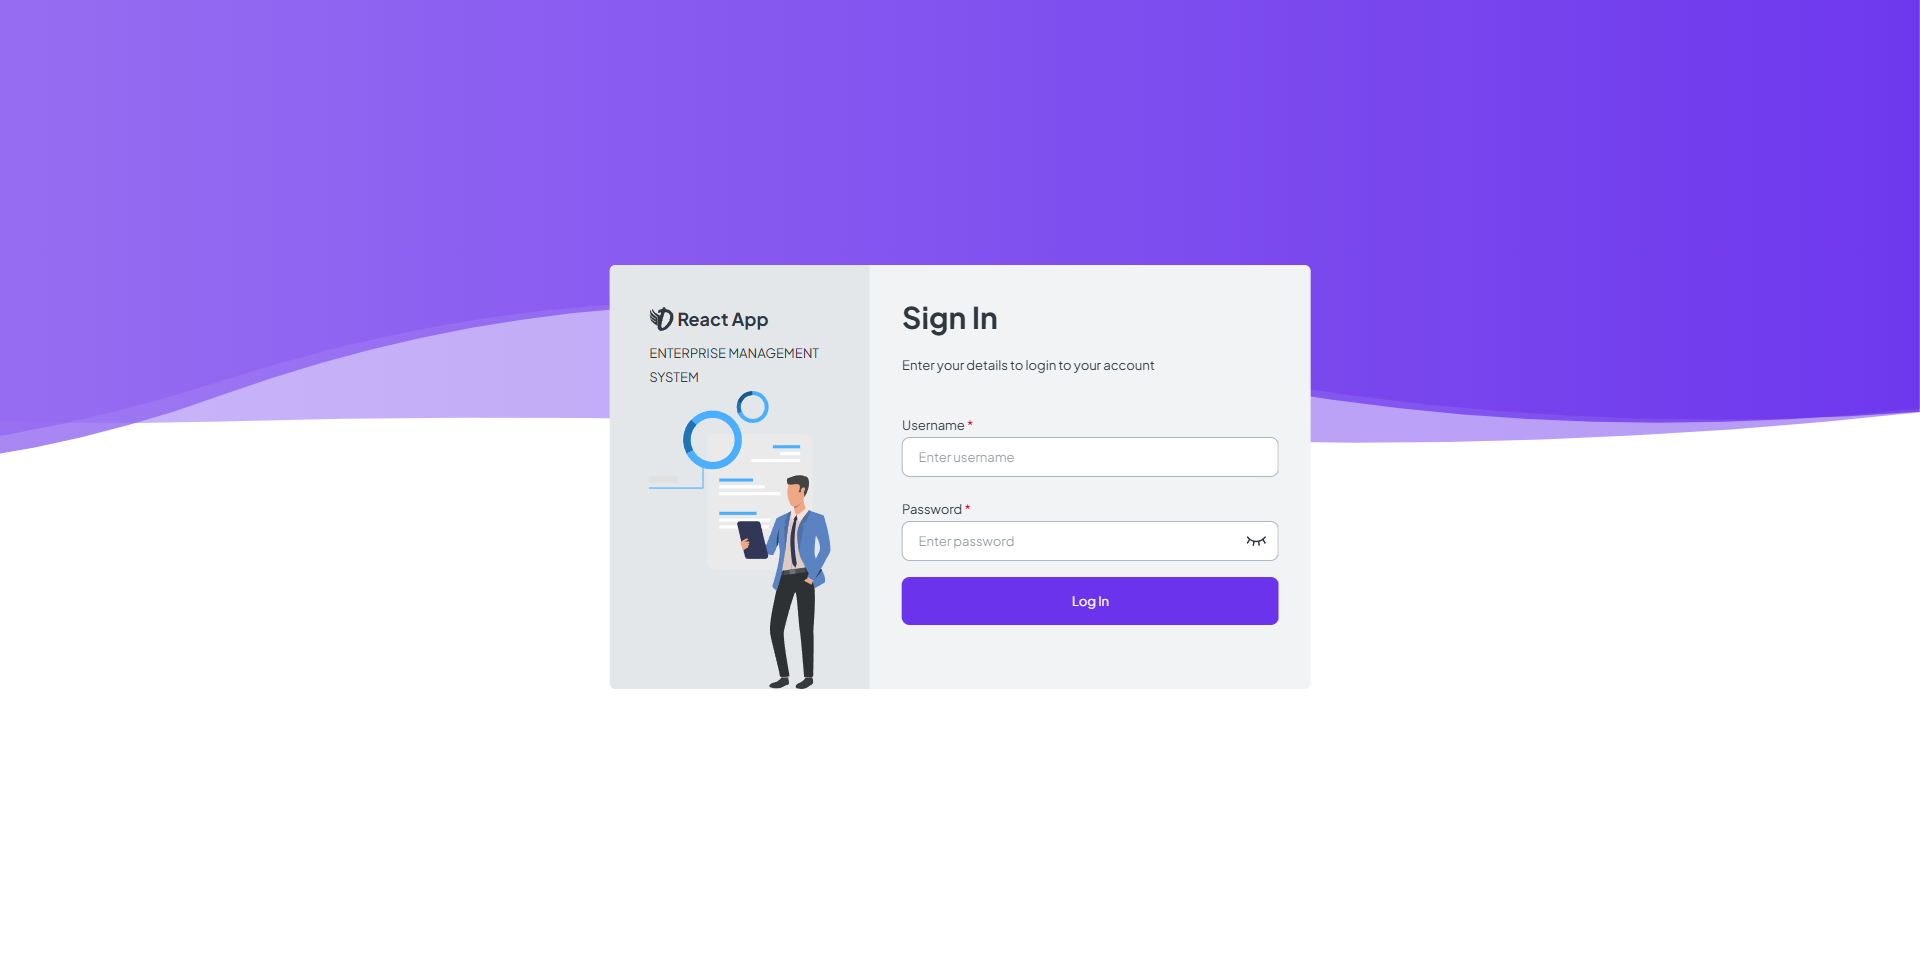 React App
ENTERPRISE MANAGEMENT
SYSTEM
Sign In
Enter your details to login to your account
Username *
Enter username
Password *
Enter password
Log In